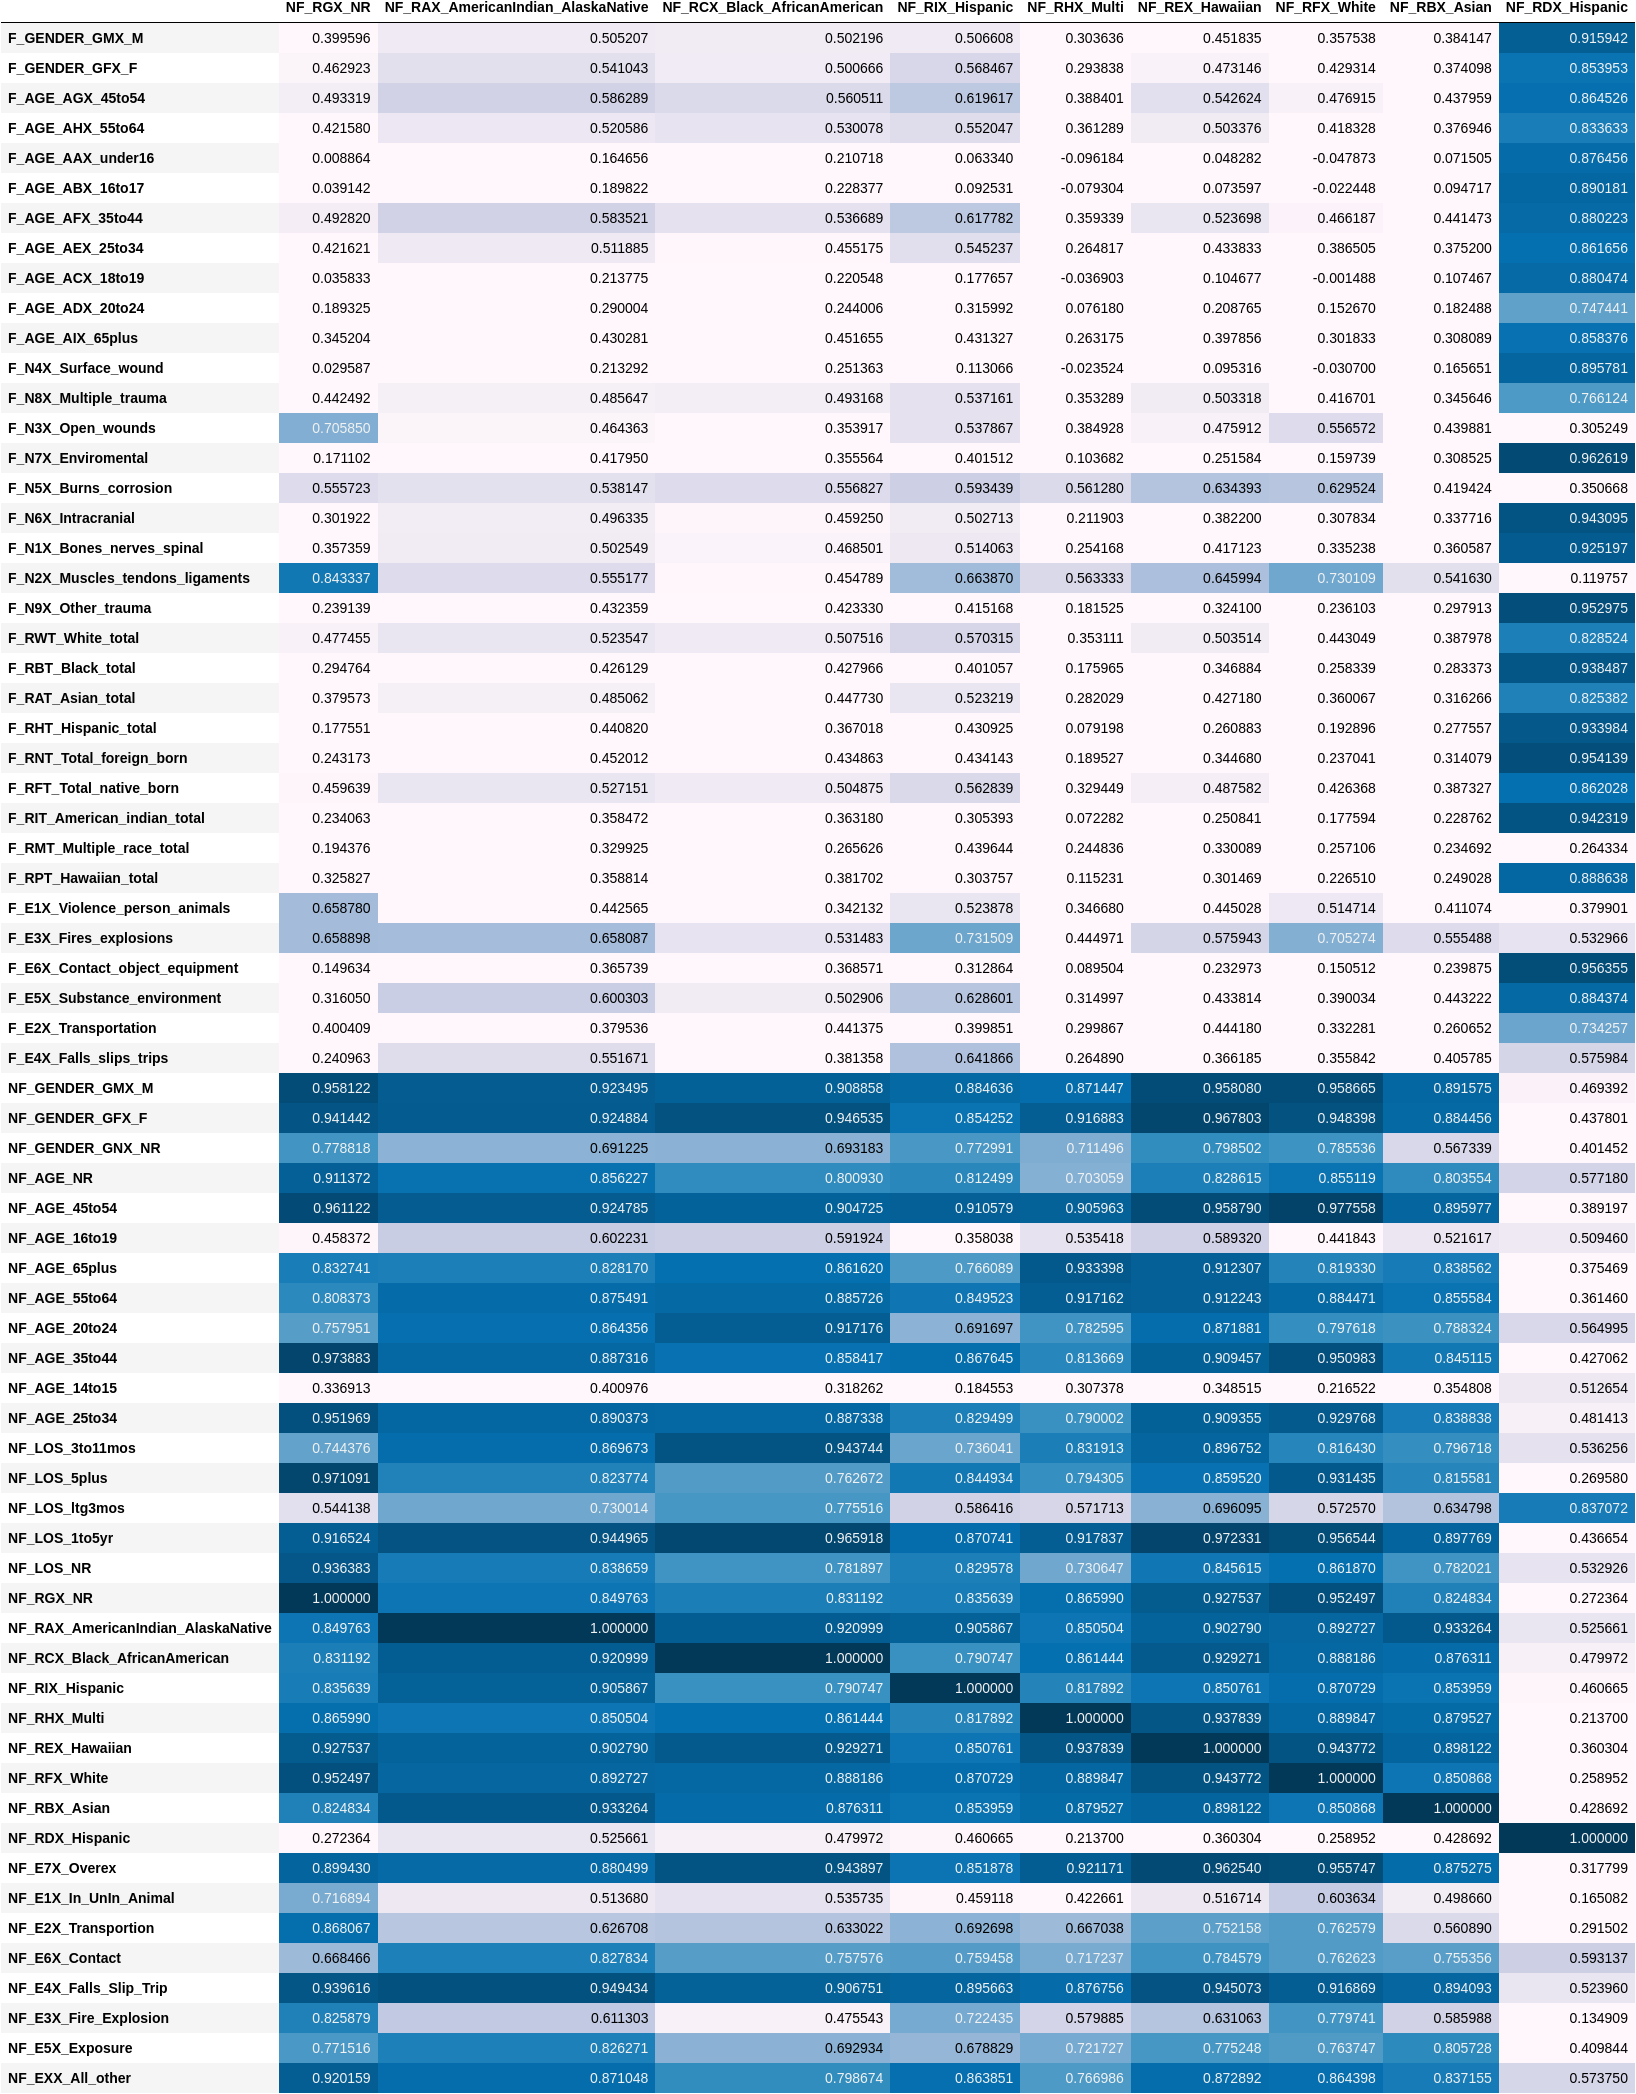 NF_RGX_NR NF_RAX_AmericanIndian_AlaskaNative NF_RCX_Black_AfricanAmerican NF_RIX_Hispanic NF_RHX_Multi NF_REX_Hawaiian NF_RFX_White NF_RBX_Asian NF_RDX_Hispanic
F_GENDER_GMX_M 0.399596 0.505207 0.502196 0.506608 0.303636 0.451835 0.357538 0.384147 0.915942
F_GENDER_GFX_F 0.462923 0.541043 0.500666 0.568467 0.293838 0.473146 0.429314 0.374098 0.853953
F_AGE_AGX_45to54 0.493319 0.586289 0.560511 0.619617 0.388401 0.542624 0.476915 0.437959 0.864526
F_AGE_AHX_55to64 0.421580 0.520586 0.530078 0.552047 0.361289 0.503376 0.418328 0.376946 0.833633
F_AGE_AAX_under16 0.008864 0.164656 0.210718 0.063340 -0.096184 0.048282 -0.047873 0.071505 0.876456
F_AGE_ABX_16to17 0.039142 0.189822 0.228377 0.092531 -0.079304 0.073597 -0.022448 0.094717 0.890181
F_AGE_AFX_35to44 0.492820 0.583521 0.536689 0.617782 0.359339 0.523698 0.466187 0.441473 0.880223
F_AGE_AEX_25to34 0.421621 0.511885 0.455175 0.545237 0.264817 0.433833 0.386505 0.375200 0.861656
F_AGE_ACX_18to19 0.035833 0.213775 0.220548 0.177657 -0.036903 0.104677 -0.001488 0.107467 0.880474
F_AGE_ADX_20to24 0.189325 0.290004 0.244006 0.315992 0.076180 0.208765 0.152670 0.182488 0.747441
F_AGE_AIX_65plus 0.345204 0.430281 0.451655 0.431327 0.263175 0.397856 0.301833 0.308089 0.858376
F_N4X_Surface_wound 0.029587 0.213292 0.251363 0.113066 -0.023524 0.095316 -0.030700 0.165651 0.895781
F_N8X_Multiple_trauma 0.442492 0.485647 0.493168 0.537161 0.353289 0.503318 0.416701 0.345646 0.766124
F_N3X_Open_wounds 0.705850 0.464363 0.353917 0.537867 0.384928 0.475912 0.556572 0.439881 0.305249
F_N7X_Enviromental 0.171102 0.417950 0.355564 0.401512 0.103682 0.251584 0.159739 0.308525 0.962619
F_N5X_Burns_corrosion 0.555723 0.538147 0.556827 0.593439 0.561280 0.634393 0.629524 0.419424 0.350668
F_N6X_Intracranial 0.301922 0.496335 0.459250 0.502713 0.211903 0.382200 0.307834 0.337716 0.943095
F_N1X_Bones_nerves_spinal 0.357359 0.502549 0.468501 0.514063 0.254168 0.417123 0.335238 0.360587 0.925197
F_N2X_Muscles_tendons_ligaments 0.843337 0.555177 0.454789 0.663870 0.563333 0.645994 0.730109 0.541630 0.119757
F_N9X_Other_trauma 0.239139 0.432359 0.423330 0.415168 0.181525 0.324100 0.236103 0.297913 0.952975
F_RWT_White_total 0.477455 0.523547 0.507516 0.570315 0.353111 0.503514 0.443049 0.387978 0.828524
F_RBT_Black_total 0.294764 0.426129 0.427966 0.401057 0.175965 0.346884 0.258339 0.283373 0.938487
F_RAT_Asian_total 0.379573 0.485062 0.447730 0.523219 0.282029 0.427180 0.360067 0.316266 0.825382
F_RHT_Hispanic_total 0.177551 0.440820 0.367018 0.430925 0.079198 0.260883 0.192896 0.277557 0.933984
F_RNT_Total_foreign_born 0.243173 0.452012 0.434863 0.434143 0.189527 0.344680 0.237041 0.314079 0.954139
F_RFT_Total_native_born 0.459639 0.527151 0.504875 0.562839 0.329449 0.487582 0.426368 0.387327 0.862028
F_RIT_American_indian_total 0.234063 0.358472 0.363180 0.305393 0.072282 0.250841 0.177594 0.228762 0.942319
F_RMT_Multiple_race_total 0.194376 0.329925 0.265626 0.439644 0.244836 0.330089 0.257106 0.234692 0.264334
F_RPT_Hawaiian_total 0.325827 0.358814 0.381702 0.303757 0.115231 0.301469 0.226510 0.249028 0.888638
F_E1X_Violence_person_animals 0.658780 0.442565 0.342132 0.523878 0.346680 0.445028 0.514714 0.411074 0.379901
F_E3X_Fires_explosions 0.658898 0.658087 0.531483 0.731509 0.444971 0.575943 0.705274 0.555488 0.532966
F_E6X_Contact_object_equipment 0.149634 0.365739 0.368571 0.312864 0.089504 0.232973 0.150512 0.239875 0.956355
F_E5X_Substance_environment 0.316050 0.600303 0.502906 0.628601 0.314997 0.433814 0.390034 0.443222 0.884374
F_E2X_Transportation 0.400409 0.379536 0.441375 0.399851 0.299867 0.444180 0.332281 0.260652 0.734257
F_E4X_Falls_slips_trips 0.240963 0.551671 0.381358 0.641866 0.264890 0.366185 0.355842 0.405785 0.575984
NF_GENDER_GMX_M 0.958122 0.923495 0.908858 0.884636 0.871447 0.958080 0.958665 0.891575 0.469392
NF_GENDER_GFX_F 0.941442 0.924884 0.946535 0.854252 0.916883 0.967803 0.948398 0.884456 0.437801
NF_GENDER_GNX_NR 0.778818 0.691225 0.693183 0.772991 0.711496 0.798502 0.785536 0.567339 0.401452
NF_AGE_NR 0.911372 0.856227 0.800930 0.812499 0.703059 0.828615 0.855119 0.803554 0.577180
NF_AGE_45to54 0.961122 0.924785 0.904725 0.910579 0.905963 0.958790 0.977558 0.895977 0.389197
NF_AGE_16to19 0.458372 0.602231 0.591924 0.358038 0.535418 0.589320 0.441843 0.521617 0.509460
NF_AGE_65plus 0.832741 0.828170 0.861620 0.766089 0.933398 0.912307 0.819330 0.838562 0.375469
NF_AGE_55to64 0.808373 0.875491 0.885726 0.849523 0.917162 0.912243 0.884471 0.855584 0.361460
NF_AGE_20to24 0.757951 0.864356 0.917176 0.691697 0.782595 0.871881 0.797618 0.788324 0.564995
NF_AGE_35to44 0.973883 0.887316 0.858417 0.867645 0.813669 0.909457 0.950983 0.845115 0.427062
NF_AGE_14to15 0.336913 0.400976 0.318262 0.184553 0.307378 0.348515 0.216522 0.354808 0.512654
NF_AGE_25to34 0.951969 0.890373 0.887338 0.829499 0.790002 0.909355 0.929768 0.838838 0.481413
NF_LOS_3to11mos 0.744376 0.869673 0.943744 0.736041 0.831913 0.896752 0.816430 0.796718 0.536256
NF_LOS_5plus 0.971091 0.823774 0.762672 0.844934 0.794305 0.859520 0.931435 0.815581 0.269580
NF_LOS_ltg3mos 0.544138 0.730014 0.775516 0.586416 0.571713 0.696095 0.572570 0.634798 0.837072
NF_LOS_1to5yr 0.916524 0.944965 0.965918 0.870741 0.917837 0.972331 0.956544 0.897769 0.436654
NF_LOS_NR 0.936383 0.838659 0.781897 0.829578 0.730647 0.845615 0.861870 0.782021 0.532926
NF_RGX_NR 1.000000 0.849763 0.831192 0.835639 0.865990 0.927537 0.952497 0.824834 0.272364
NF_RAX_AmericanIndian_AlaskaNative 0.849763 1.000000 0.920999 0.905867 0.850504 0.902790 0.892727 0.933264 0.525661
NF_RCX_Black_AfricanAmerican 0.831192 0.920999 1.000000 0.790747 0.861444 0.929271 0.888186 0.876311 0.479972
NF_RIX_Hispanic 0.835639 0.905867 0.790747 1.000000 0.817892 0.850761 0.870729 0.853959 0.460665
NF_RHX_Multi 0.865990 0.850504 0.861444 0.817892 1.000000 0.937839 0.889847 0.879527 0.213700
NF_REX_Hawaiian 0.927537 0.902790 0.929271 0.850761 0.937839 1.000000 0.943772 0.898122 0.360304
NF_RFX_White 0.952497 0.892727 0.888186 0.870729 0.889847 0.943772 1.000000 0.850868 0.258952
NF_RBX_Asian 0.824834 0.933264 0.876311 0.853959 0.879527 0.898122 0.850868 1.000000 0.428692
NF_RDX_Hispanic 0.272364 0.525661 0.479972 0.460665 0.213700 0.360304 0.258952 0.428692 1.000000
NF_E7X_Overex 0.899430 0.880499 0.943897 0.851878 0.921171 0.962540 0.955747 0.875275 0.317799
NF_E1X_In_UnIn_Animal 0.716894 0.513680 0.535735 0.459118 0.422661 0.516714 0.603634 0.498660 0.165082
NF_E2X_Transportion 0.868067 0.626708 0.633022 0.692698 0.667038 0.752158 0.762579 0.560890 0.291502
NF_E6X_Contact 0.668466 0.827834 0.757576 0.759458 0.717237 0.784579 0.762623 0.755356 0.593137
NF_E4X_Falls_Slip_Trip 0.939616 0.949434 0.906751 0.895663 0.876756 0.945073 0.916869 0.894093 0.523960
NF_E3X_Fire_Explosion 0.825879 0.611303 0.475543 0.722435 0.579885 0.631063 0.779741 0.585988 0.134909
NF_E5X_Exposure 0.771516 0.826271 0.692934 0.678829 0.721727 0.775248 0.763747 0.805728 0.409844
NF_EXX_All_other 0.920159 0.871048 0.798674 0.863851 0.766986 0.872892 0.864398 0.837155 0.573750